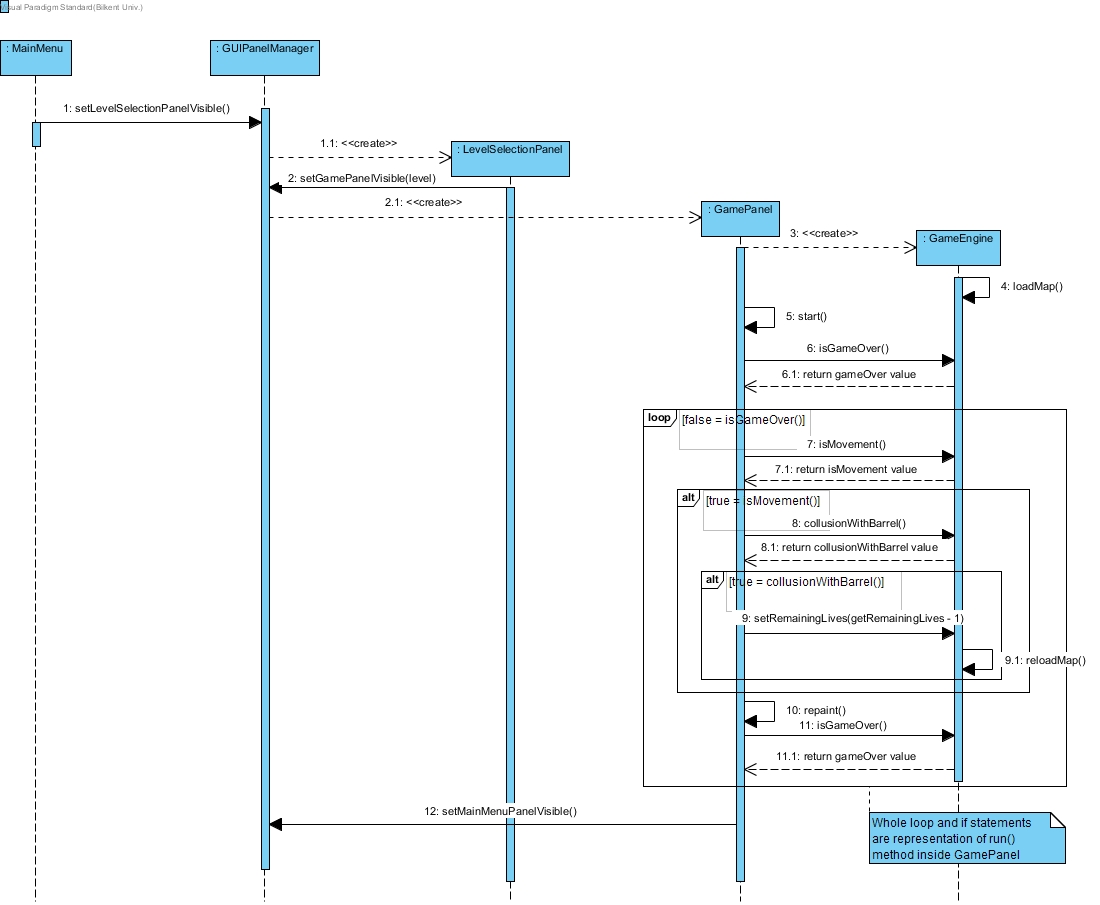 Visual Paradigm Standard(Bilkent Univ.)
: MainMenu
: GUIPanelManager
1: setLevelSelectionPanelVisible()
1.1: <<create>>
: LevelSelectionPanel
2: setGamePanelVisible(level)
2.1: <<create>>
: GamePanel
3: <<create>>
: GameEngine
4: loadMap()
5: start()
6: isGameOver()
6.1: return gameOver value
loop
[false = isGameOver()]
7: isMovement()
7.1: return isMovement value
alt
[true = isMovement()]
8: collusionWithBarrel()
8.1: return collusionWithBarrel value
alt
[true = collusionWithBarrel()]
9: setRemainingLives(getRemainingLives - 1)
9.1: reloadMap()
10: repaint()
11: isGameOver()
11.1: return gameOver value
12: setMainMenuPanelVisible()
Whole loop and if statements
are representation of run()
method inside GamePanel